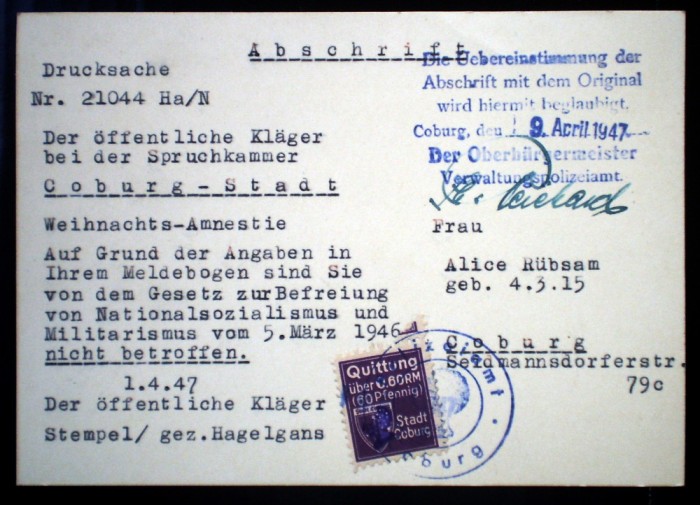 Abschrift
Drucksache
Nr. 21044 Ha/N
Die Uebereinstimmung der
Abschrift mit dem Original
wird hiermit beglaubigt.
Coburg, den 9. April 1947
Der Oberbürgermeister
Verwaltungspolizeiamt.
Der öffentliche Kläger
bei der Spruchkammer
Coburg-Stadt
Weihnachts-Amnestie
Auf Grund der Angaben in
Ihrem Meldebogen sind Sie
von dem Gesetz zurBefreiung
von Nationalsozialismus und
Militarismus vom 5.März 1946
nicht betroffen.
1.4.47
Der öffentliche Kläger
Stempel/ gez.Hagelgans
Frau
Alice Rübsam
geb. 4.3.15
Coburg
Seidmannsdorferstr.
79c
Quittung
über 0.60RM
(60 Pfennig)
Stadt
Coburg